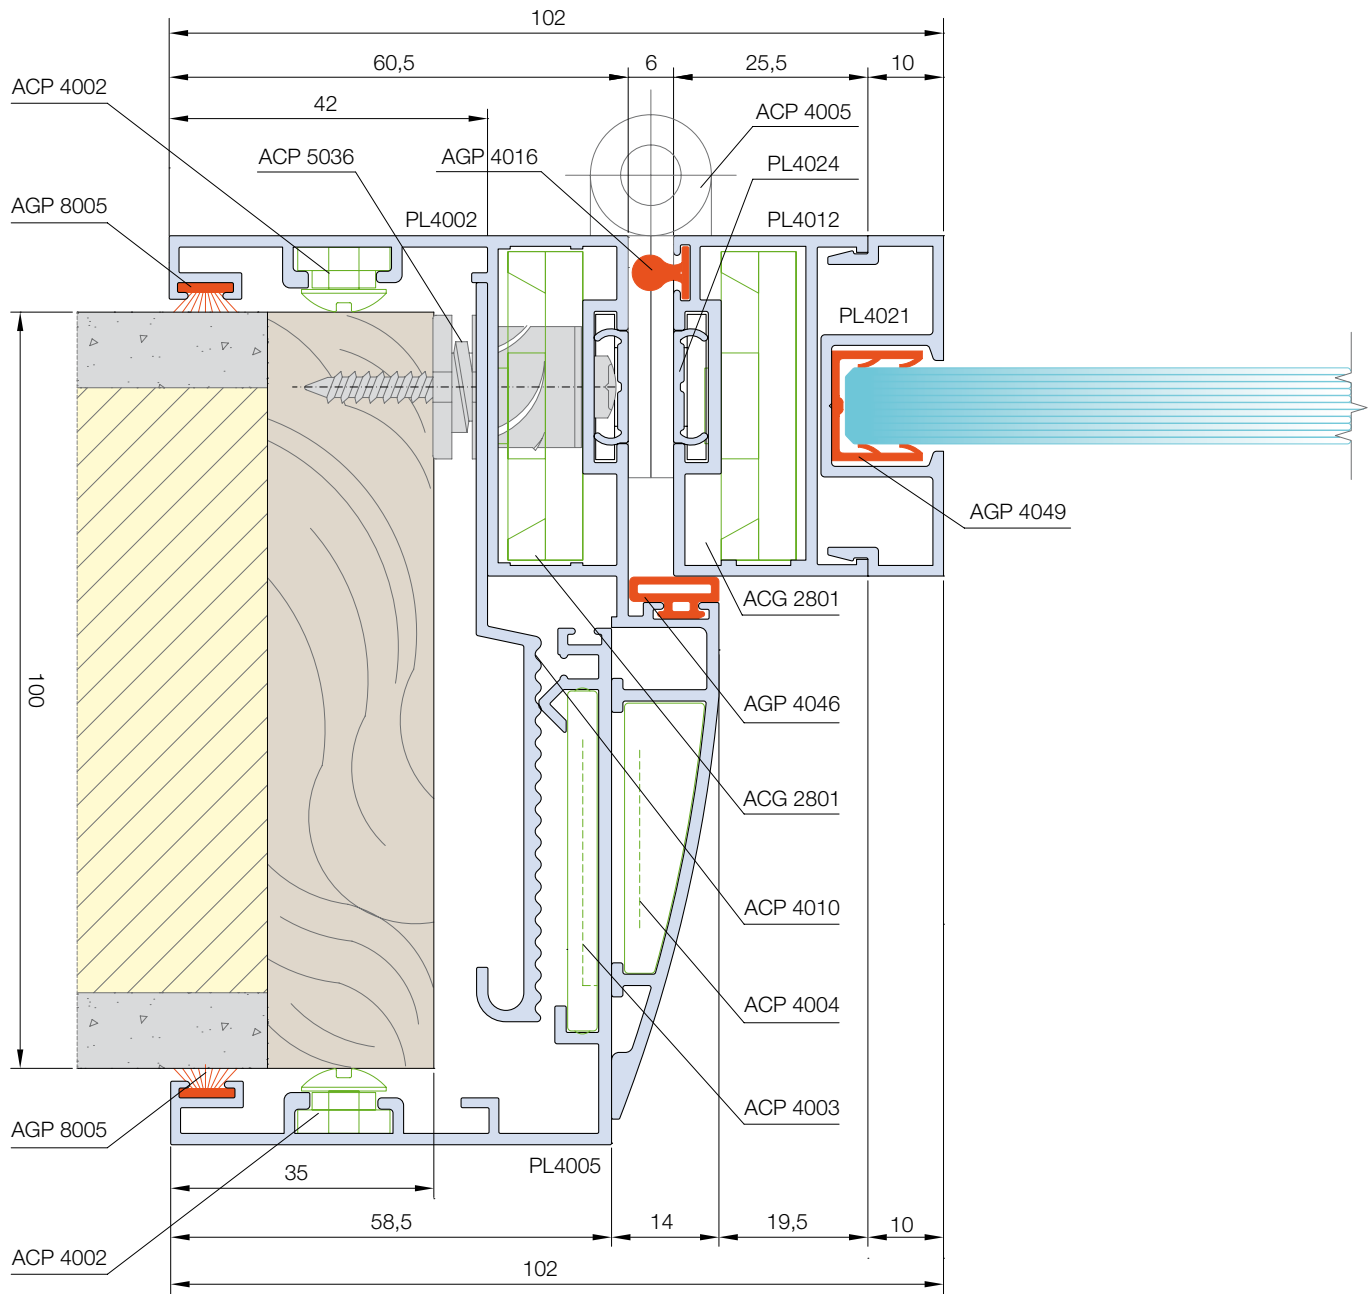 102
60,5
6
25,5
10
ACP 4002
42
ACP 4005
ACP 5036
AGP 4016
PL4024
AGP 8005
PL4002
PL4012
PL4021
AGP 4049
ACG 2801
100
AGP 4046
ACG 2801
ACP 4010
ACP 4004
ACP 4003
AGP 8005
PL4005
35
58,5
14
19,5
10
ACP 4002
102